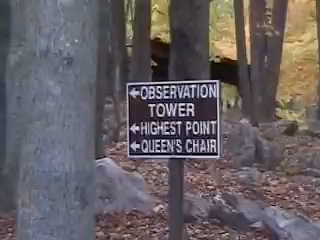 ←OBSERVATION
TOWER
←HIGHEST POINT
←QUEEN'S CHAIR